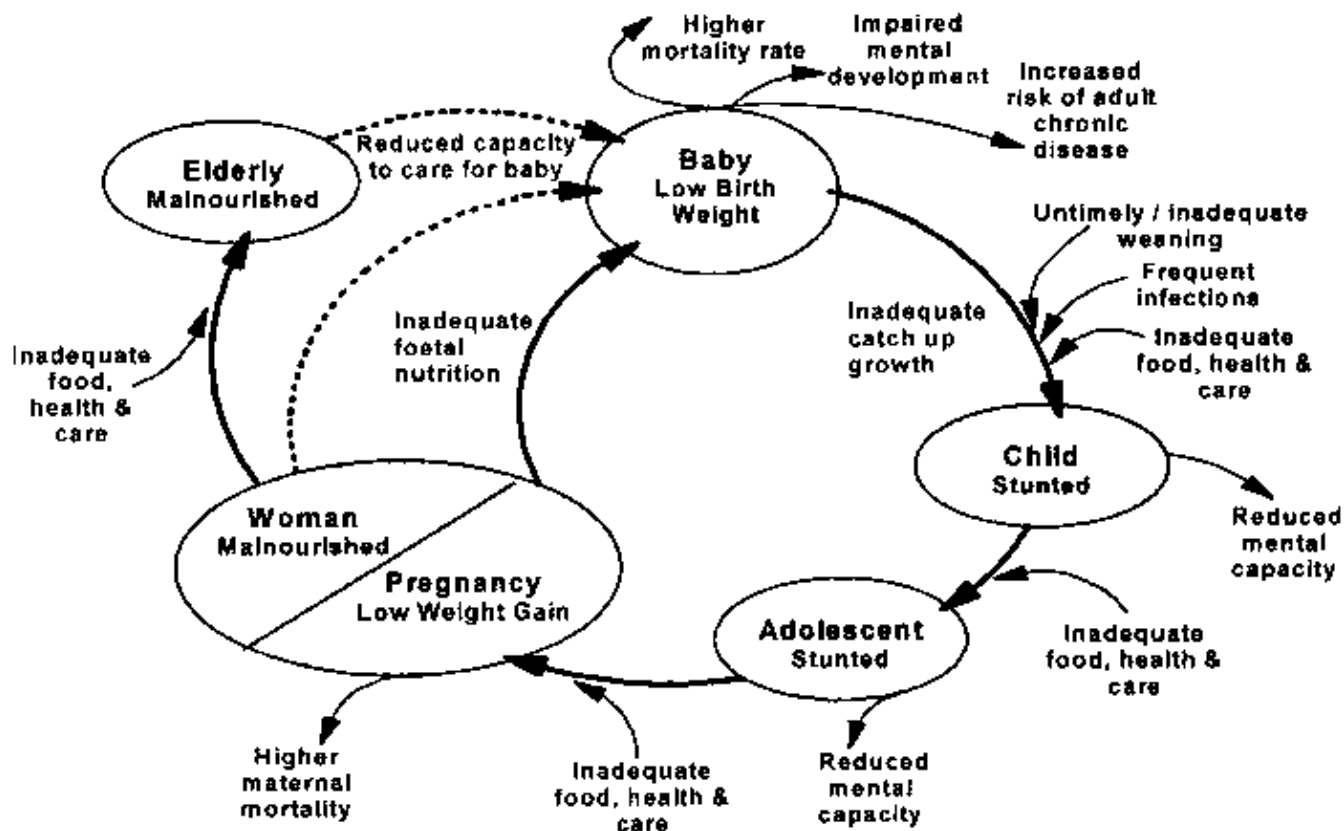 Higher
mortality rate
Impaired
mental
development
Increased
risk of adult
chronic
disease
Reduced capacity
to care for baby
Elderly
Malnourished
Baby
Low Birth
Weight
Untimely / inadequate
weaning
Frequent
infections
Inadequate
food, health &
care
Inadequate
catch up
growth
Inadequate
foetal
nutrition
Inadequate
food,
health &
care
Child
Stunted
Reduced
mental
capacity
Woman
Malnourished
Pregnancy
Low Weight Gain
Adolescent
Stunted
Inadequate
food, health &
care
Higher
maternal
mortality
Inadequate
food, health &
care
Reduced
mental
capacity